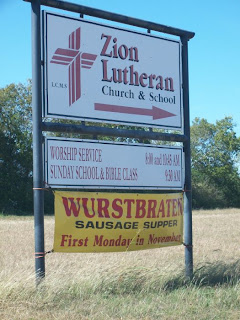 LCMS
Zion
Lutheran
Church & School
WORSHIP SERVICE 8:00 and 10:45 AM
SUNDAY SCHOOL & BIBLE CLASS 9:30 AM
WURSTBRATEN
SAUSAGE SUPPER
First Monday in November